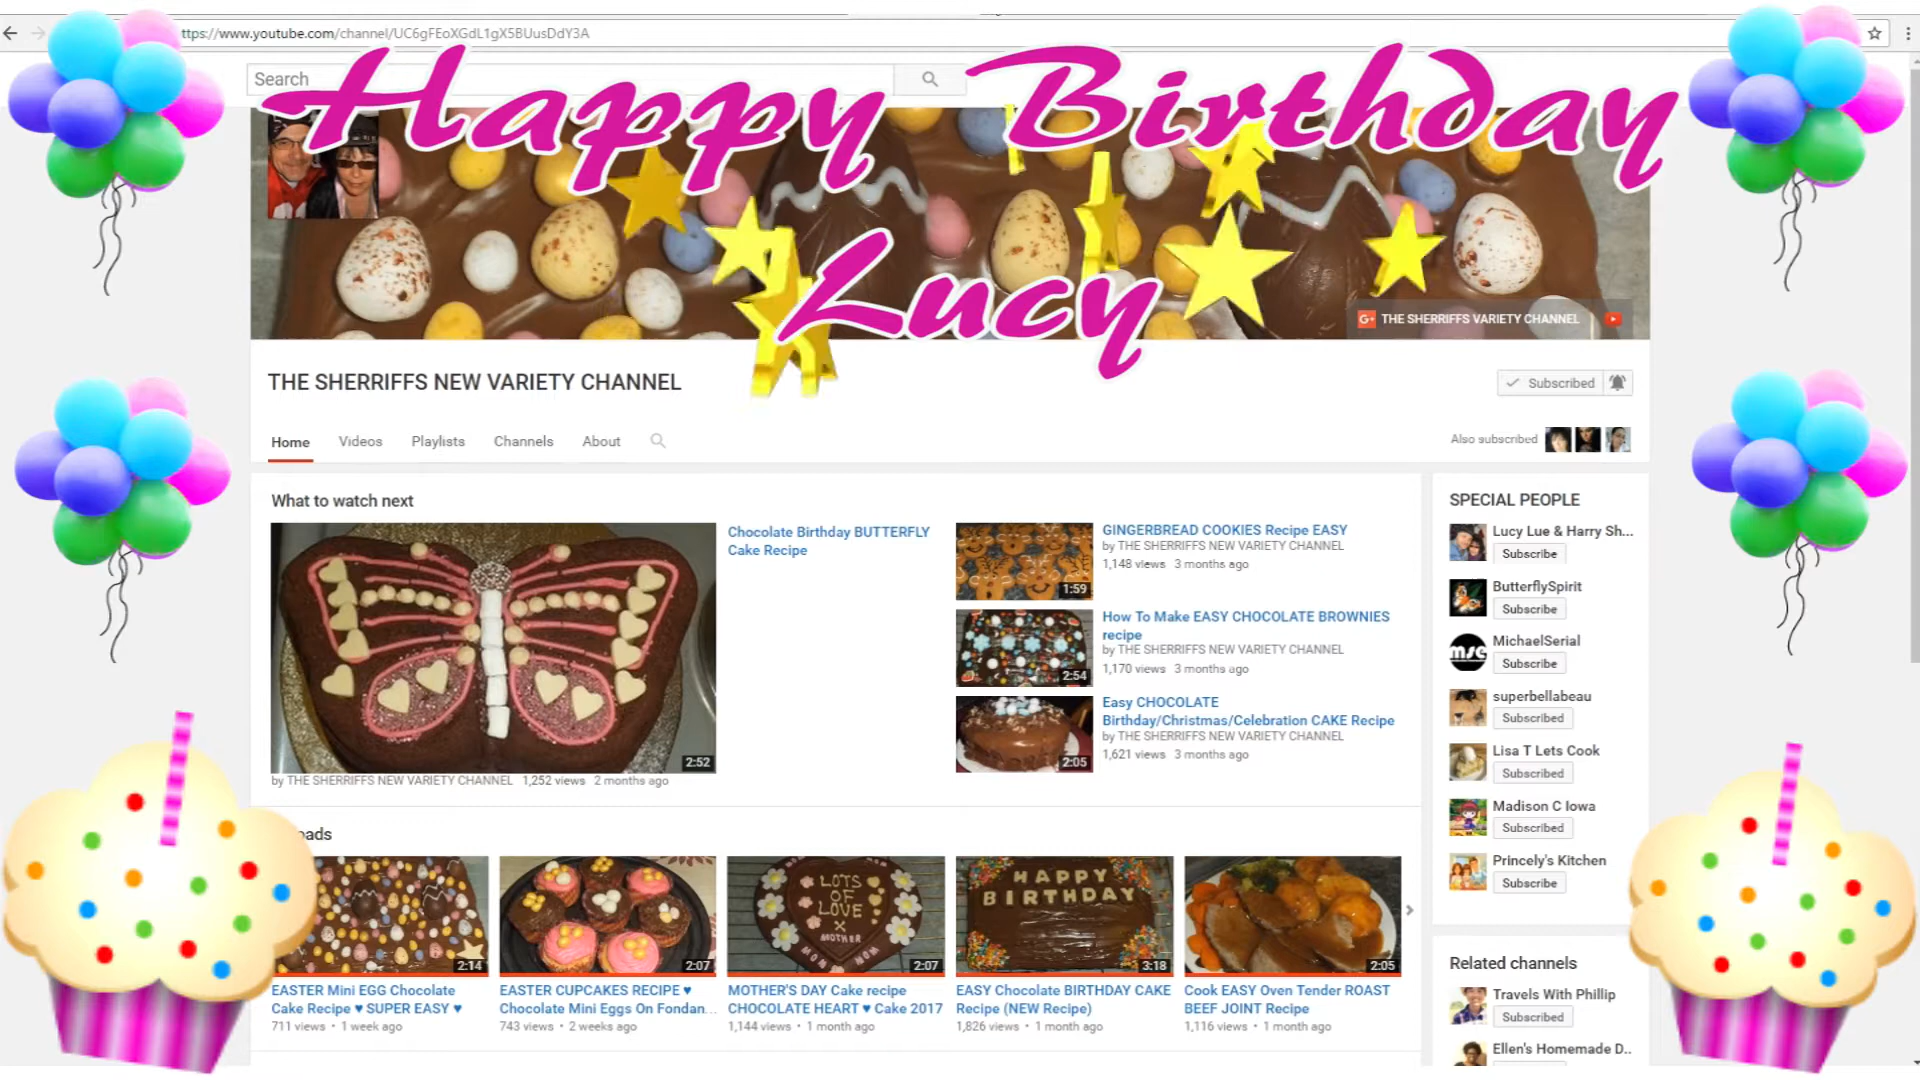 ttps://www.youtube.com/channel/UC6gFEoXGdL1gX5BUusDdY3A
Search
Happy Birthday
Lucy
THE SHERRIFFS VARIETY CHANNEL
THE SHERRIFFS NEW VARIETY CHANNEL
Subscribed
Home Videos Playlists Channels About
Also subscribed
What to watch next
2:52
by THE SHERRIFFS NEW VARIETY CHANNEL 1,252 views 2 months ago
Chocolate Birthday BUTTERFLY
Cake Recipe
1:59
GINGERBREAD COOKIES Recipe EASY
by THE SHERRIFFS NEW VARIETY CHANNEL
1,148 views 3 months ago
2:54
How To Make EASY CHOCOLATE BROWNIES
recipe
by THE SHERRIFFS NEW VARIETY CHANNEL
1,170 views 3 months ago
2:05
Easy CHOCOLATE
Birthday/Christmas/Celebration CAKE Recipe
by THE SHERRIFFS NEW VARIETY CHANNEL
1,621 views 3 months ago
oads
2:14
EASTER Mini EGG Chocolate
Cake Recipe ♥ SUPER EASY ♥
711 views • 1 week ago
2:07
EASTER CUPCAKES RECIPE ♥
Chocolate Mini Eggs On Fondan...
743 views • 2 weeks ago
LOTS
OF
LOVE
X
MOTHER
2:07
MOTHER'S DAY Cake recipe
CHOCOLATE HEART ♥ Cake 2017
1,144 views • 1 month ago
HAPPY
BIRTHDAY
3:18
EASY Chocolate BIRTHDAY CAKE
Recipe (NEW Recipe)
1,826 views • 1 month ago
2:05
Cook EASY Oven Tender ROAST
BEEF JOINT Recipe
1,116 views • 1 month ago
SPECIAL PEOPLE
Lucy Lue & Harry Sh...
Subscribe
ButterflySpirit
Subscribe
msc
MichaelSerial
Subscribe
superbellabeau
Subscribed
Lisa T Lets Cook
Subscribed
Madison C Iowa
Subscribed
Princely's Kitchen
Subscribe
Related channels
Travels With Phillip
Subscribed
Ellen's Homemade D..